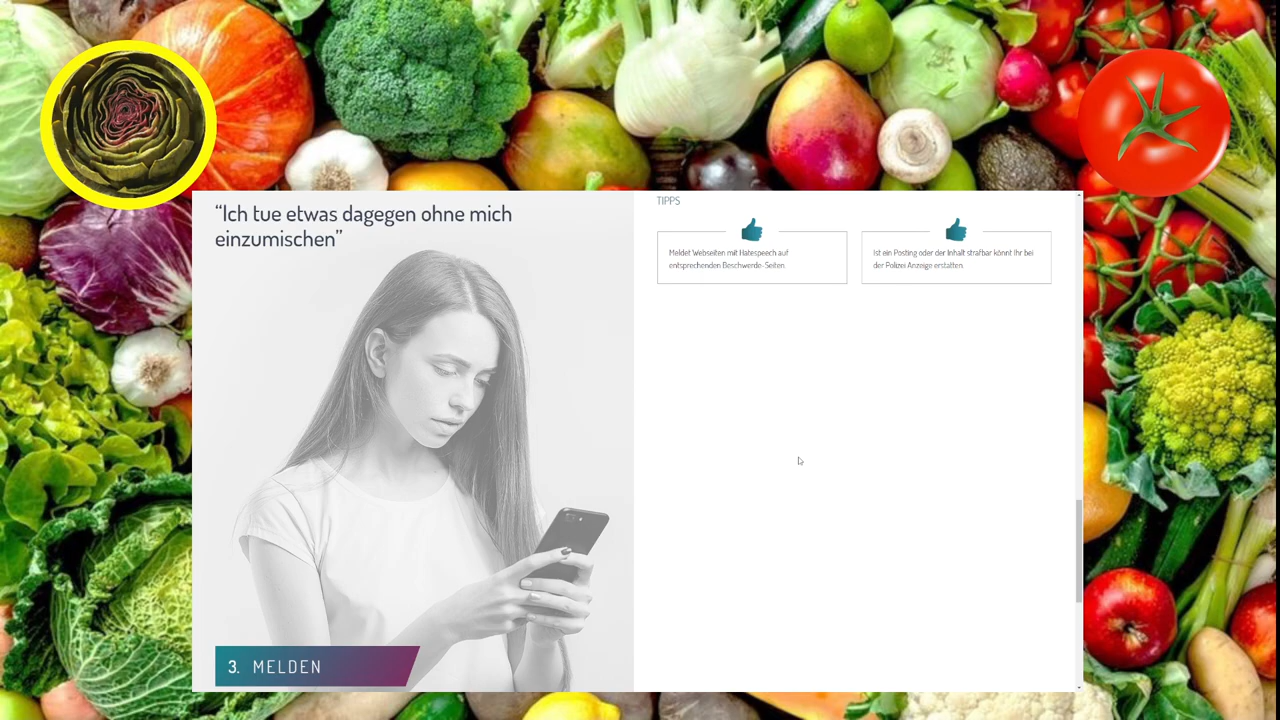 “Ich tue etwas dagegen ohne mich
einzumischen”
3. MELDEN
TIPPS
Meldet Webseiten mit Hatespeech auf
entsprechenden Beschwerde-Seiten.
Ist ein Posting oder der Inhalt strafbar könnt Ihr bei
der Polizei Anzeige erstatten.